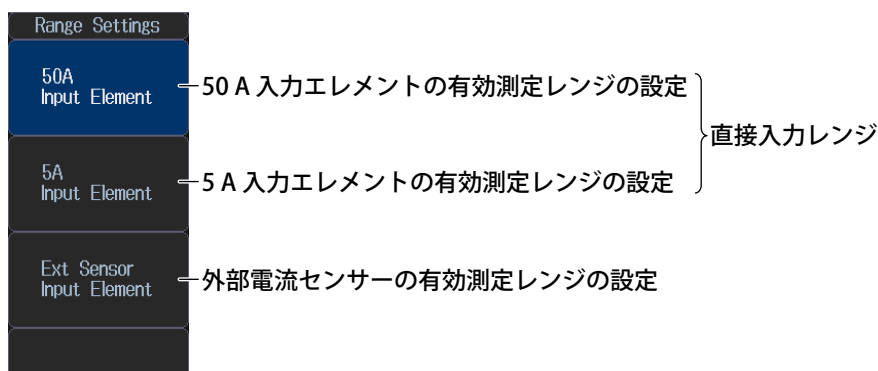 Range Settings
50A
Input Element
50 A 入力エレメントの有効測定レンジの設定
直接入力レンジ
5A
Input Element
5 A 入力エレメントの有効測定レンジの設定
Ext Sensor
Input Element
外部電流センサーの有効測定レンジの設定